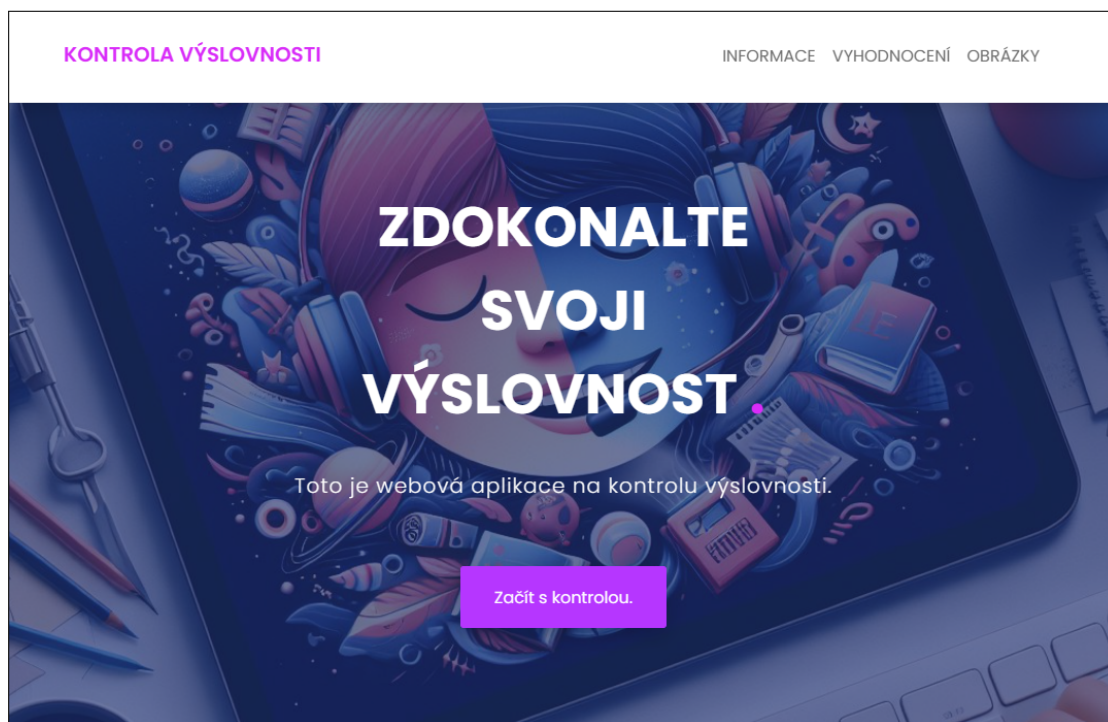 KONTROLA VÝSLOVNOSTI
INFORMACE VYHODNOCENÍ OBRÁZKY
ZDOKONALTE
SVOJI
VÝSLOVNOST .
Toto je webová aplikace na kontrolu výslovnosti.
Začít s kontrolou.